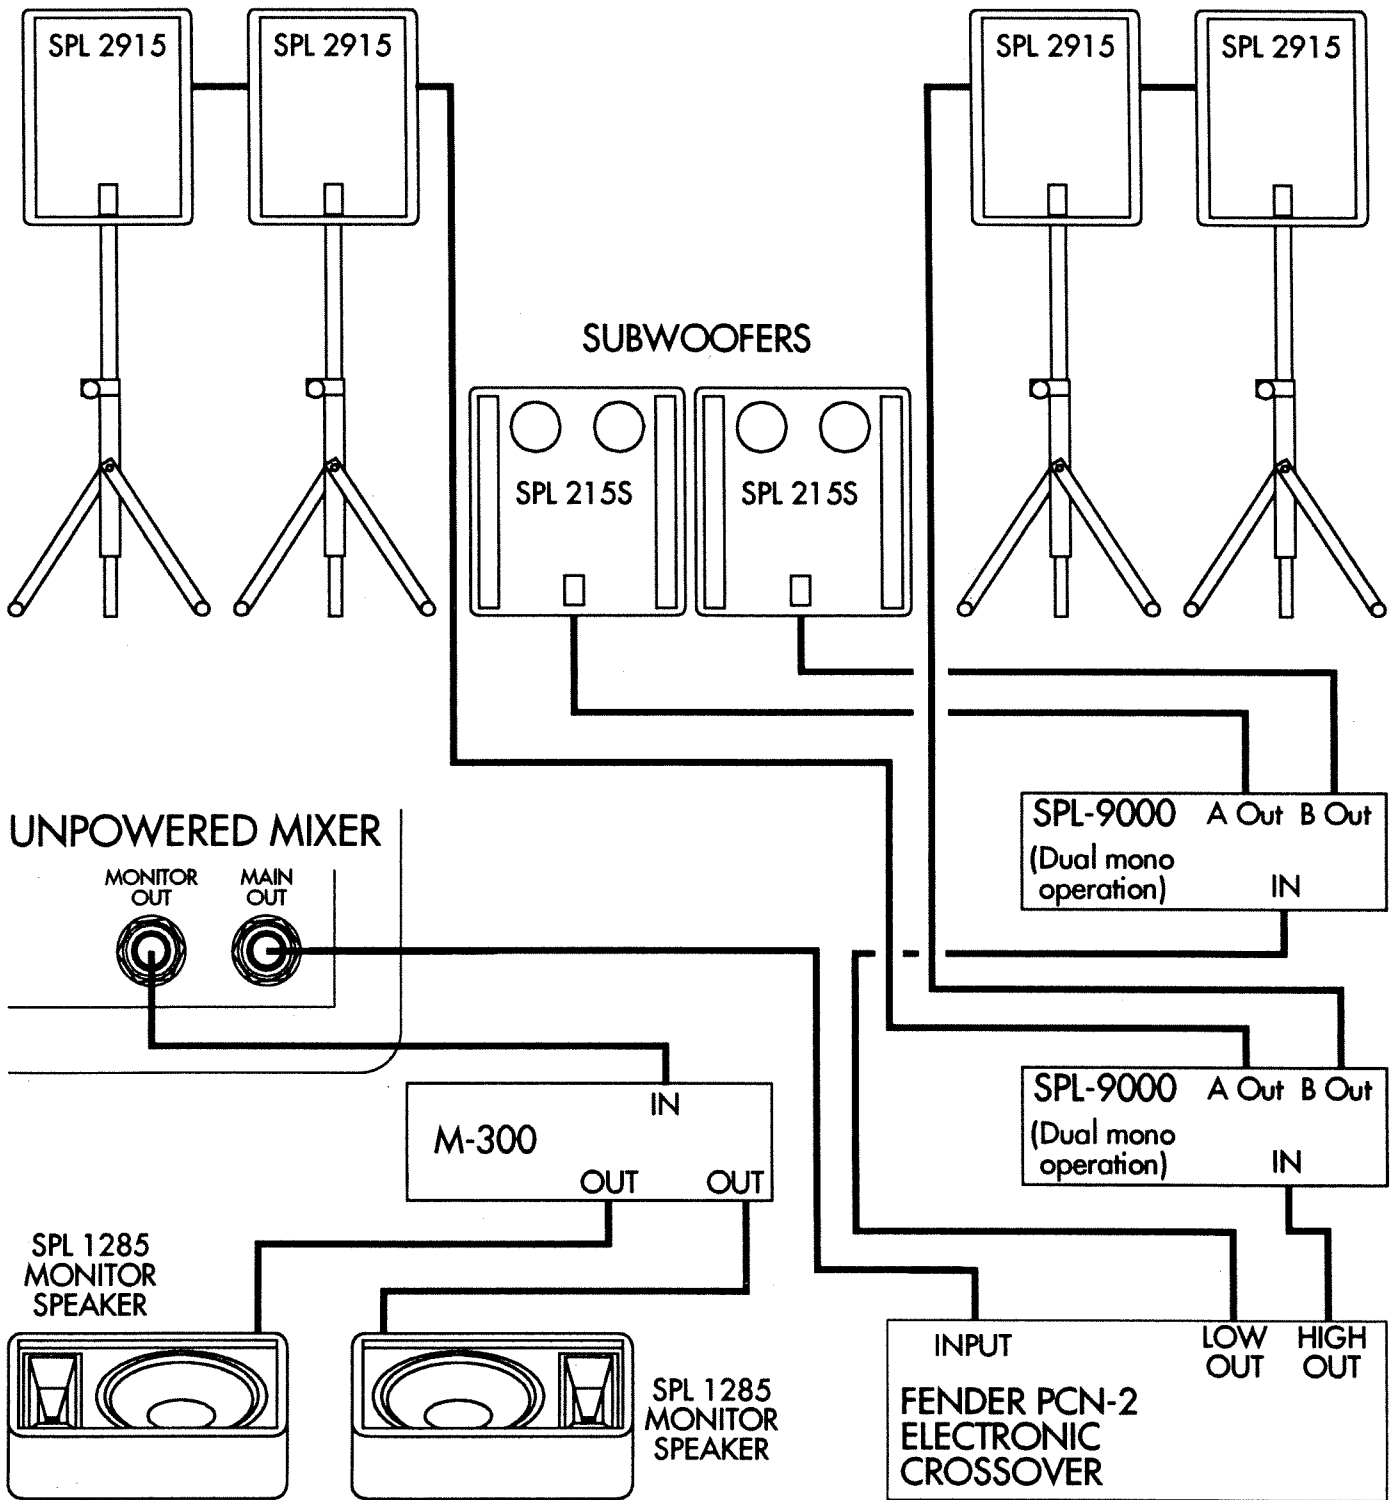 SPL 2915
SPL 2915
SPL 2915
SPL 2915
SUBWOOFERS
SPL 215S
SPL 215S
SPL-9000
A Out B Out
(Dual mono
operation)
IN
UNPOWERED MIXER
MONITOR
OUT
MAIN
OUT
SPL-9000
A Out B Out
(Dual mono
operation)
IN
IN
M-300
OUT
OUT
SPL 1285
MONITOR
SPEAKER
SPL 1285
MONITOR
SPEAKER
INPUT
LOW
OUT
HIGH
OUT
FENDER PCN-2
ELECTRONIC
CROSSOVER